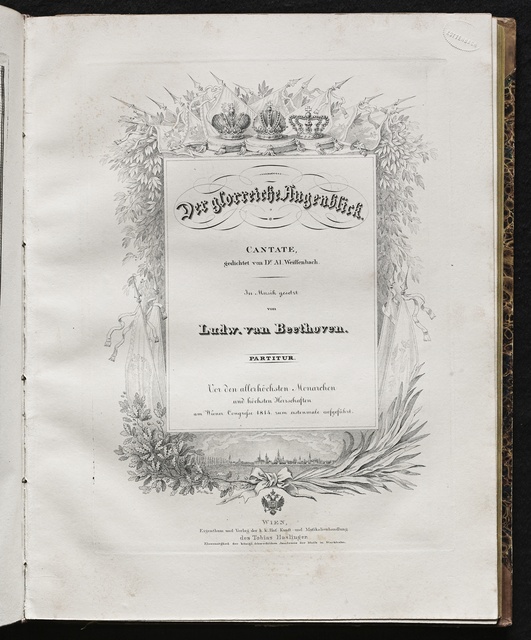 Der glorreiche Augenblick.
CANTATE,
gedichtet von Dr. Al. Weissenbach.
In Musik gesetzt
von
Ludw. van Beethoven.
PARTITUR.
Vor den allerhöchsten Monarchen
und höchsten Herrschaften
am Wiener Congresse 1814 zum erstenmale aufgeführt.
WIEN,
Eigenthum und Verlag der k. k. Hof- Kunst- und Musikalienhandlung
des Tobias Haslinger